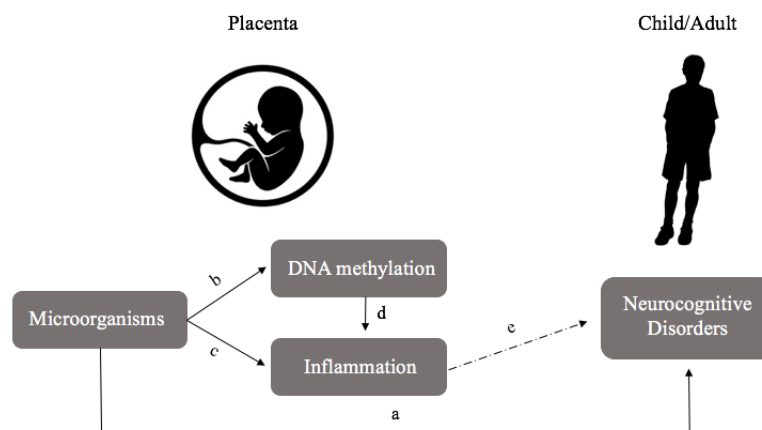 Placenta
Child/Adult
DNA methylation
b
Microorganisms
d
Neurocognitive
Disorders
c
Inflammation
e
a